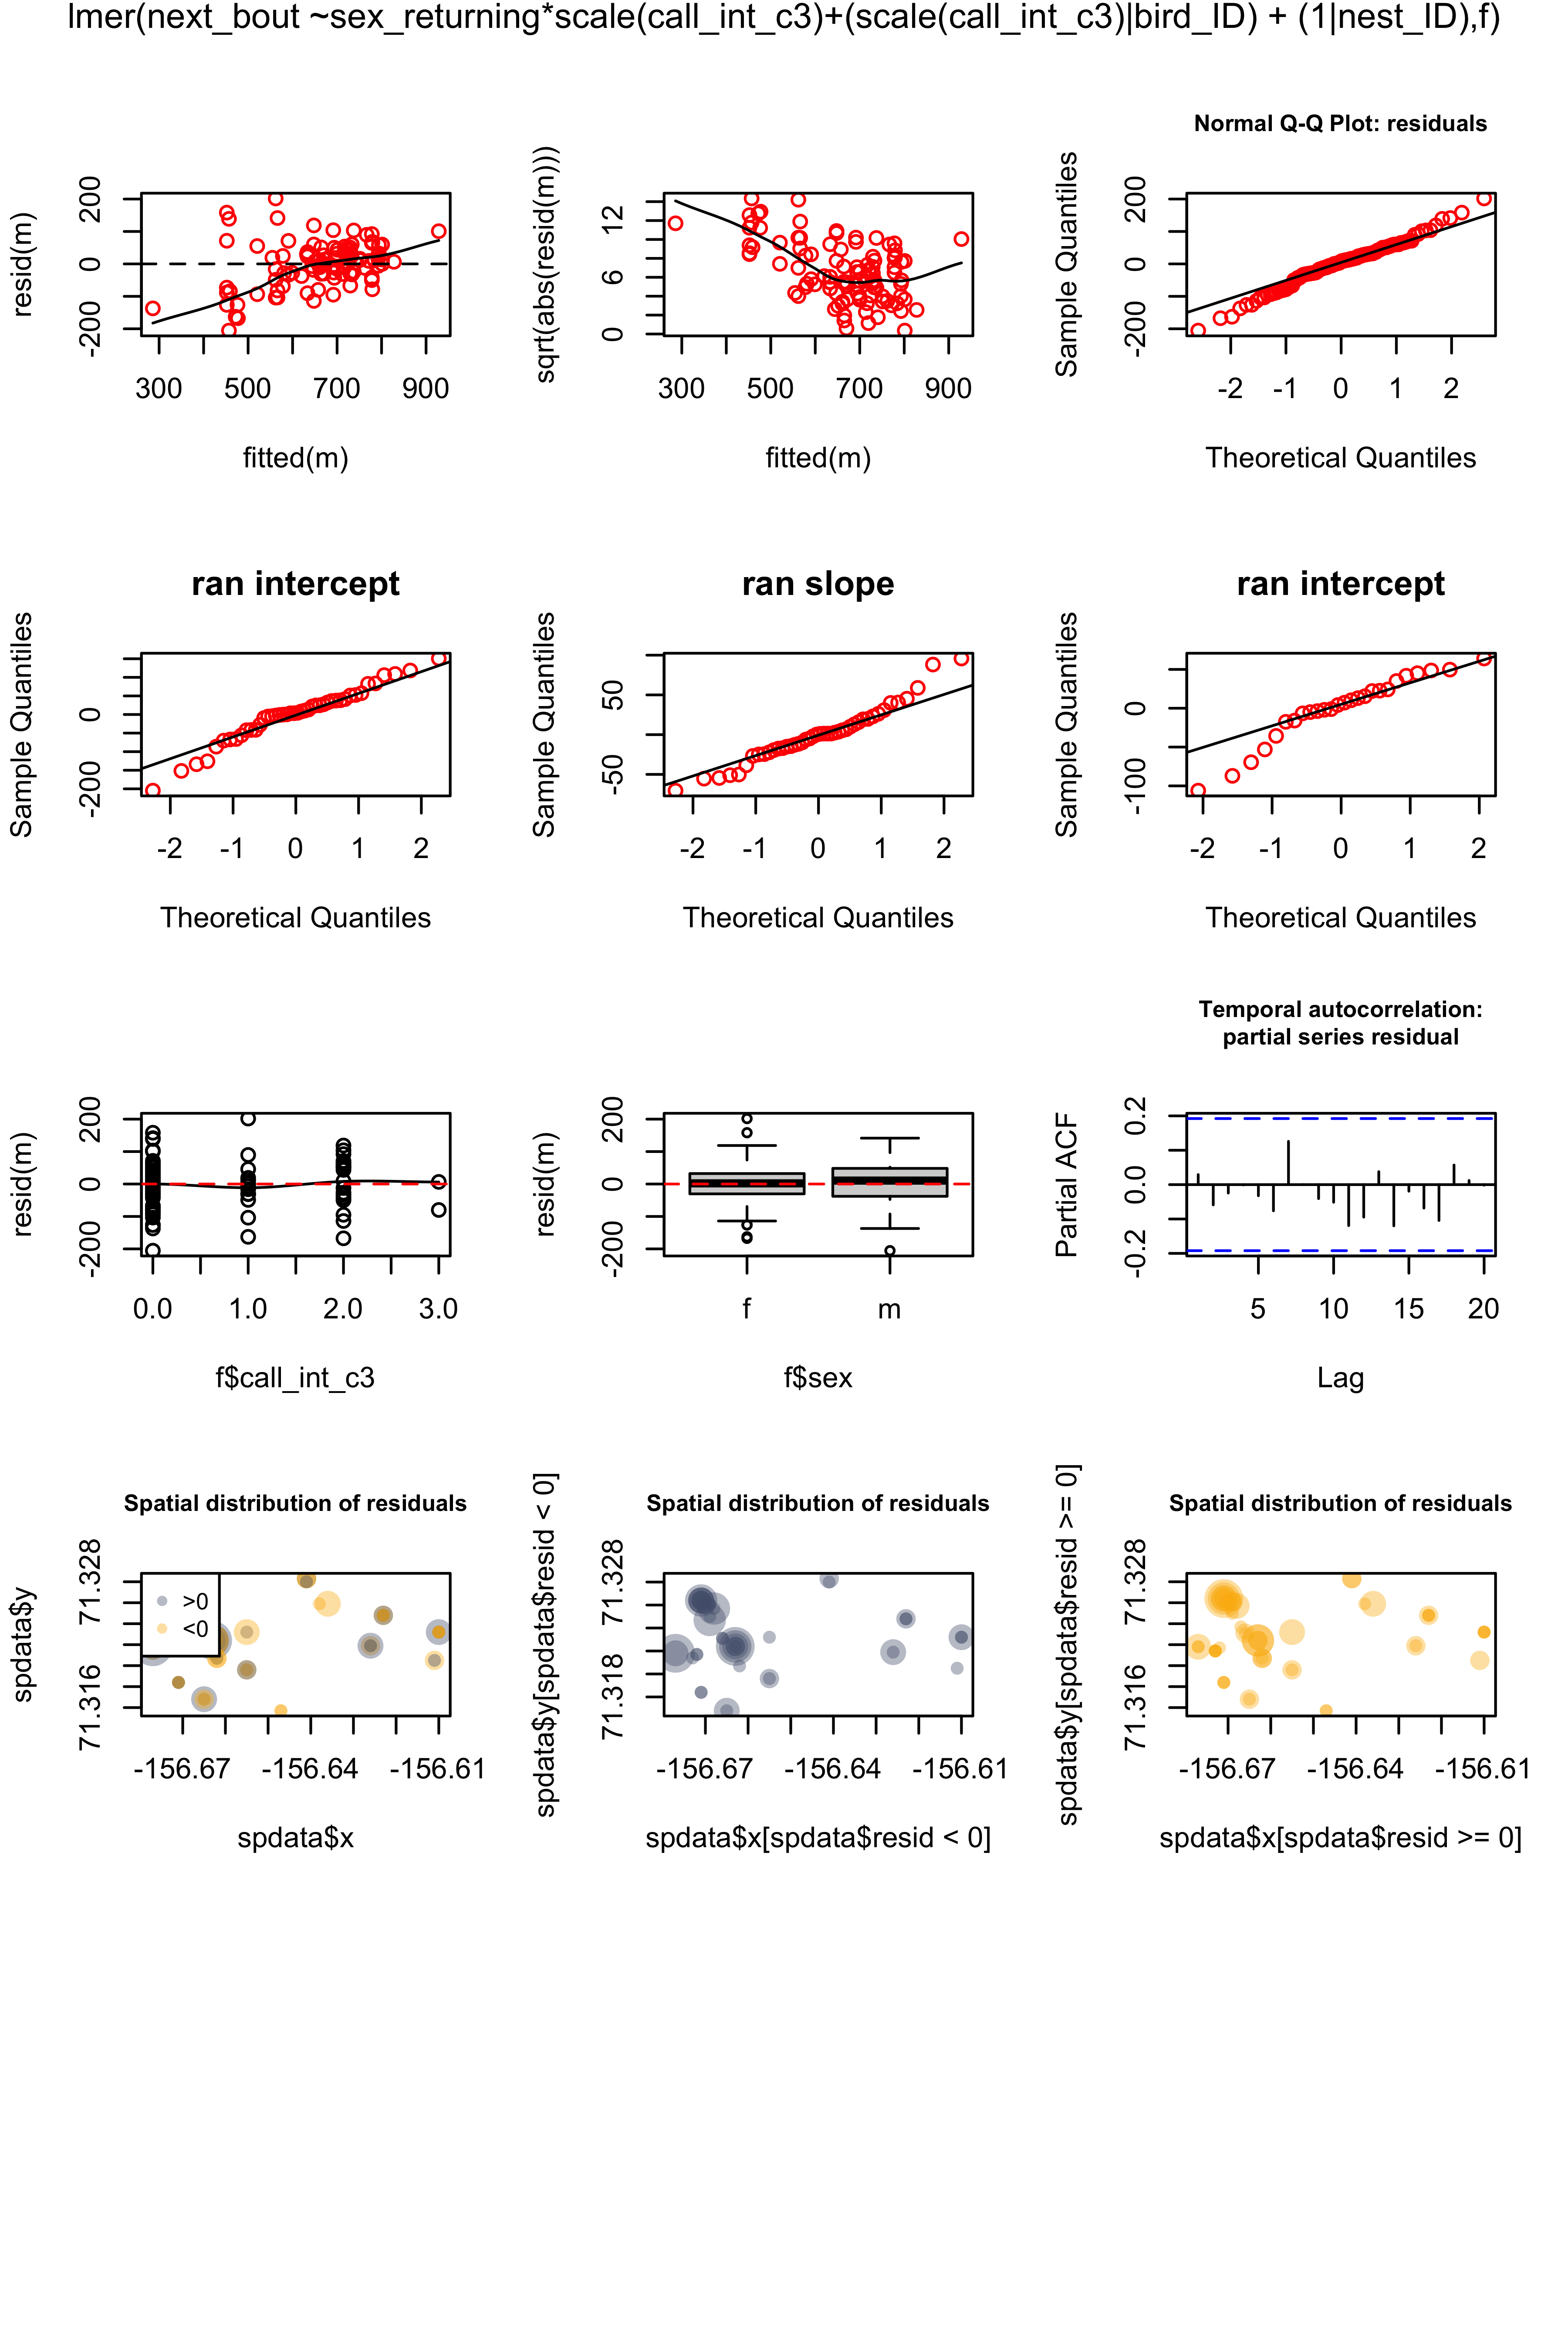 lmer(next_bout ~sex_returning*scale(call_int_c3)+(scale(call_int_c3)|bird_ID) + (1|nest_ID),f)
resid(m)
200
0
-200
300 500 700 900
fitted(m)
sqrt(abs(resid(m)))
12
6
0
300 500 700 900
fitted(m)
Normal Q-Q Plot: residuals
Sample Quantiles
200
0
-200
-2 -1 0 1 2
Theoretical Quantiles
ran intercept
Sample Quantiles
0
-200
-2 -1 0 1 2
Theoretical Quantiles
ran slope
Sample Quantiles
50
-50
-2 -1 0 1 2
Theoretical Quantiles
ran intercept
Sample Quantiles
0
-100
-2 -1 0 1 2
Theoretical Quantiles
resid(m)
200
0
-200
0.0 1.0 2.0 3.0
f$call_int_c3
resid(m)
200
0
-200
f m
f$sex
Temporal autocorrelation:
partial series residual
Partial ACF
0.2
0.0
-0.2
5 10 15 20
Lag
Spatial distribution of residuals
spdata$y
71.328
71.316
>0
<0
-156.67 -156.64 -156.61
spdata$x
Spatial distribution of residuals
spdata$y[spdata$resid < 0]
71.328
71.318
-156.67 -156.64 -156.61
spdata$x[spdata$resid < 0]
Spatial distribution of residuals
spdata$y[spdata$resid >= 0]
71.328
71.316
-156.67 -156.64 -156.61
spdata$x[spdata$resid >= 0]